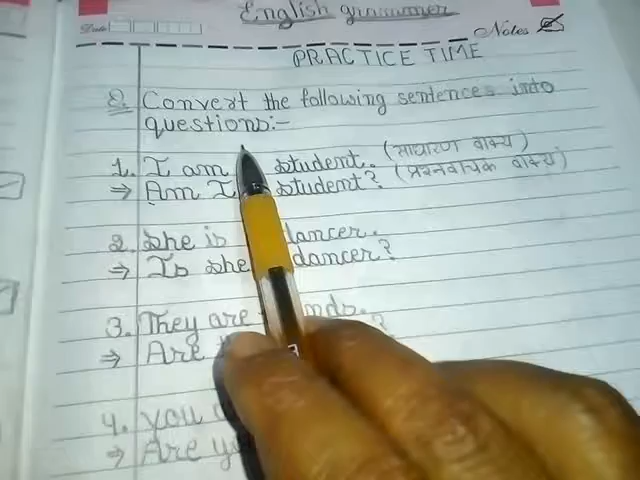 English grammer
Date
Notes
PRACTICE TIME
Q. Convert the following sentences into
questions:-
1. I am student. (साधारण वाक्य)
⇒ Am I student? (प्रश्नवाचक वाक्य)
2. She is dancer.
⇒ Is she dancer?
3. They are
⇒ Are ?
4. you
⇒ Are